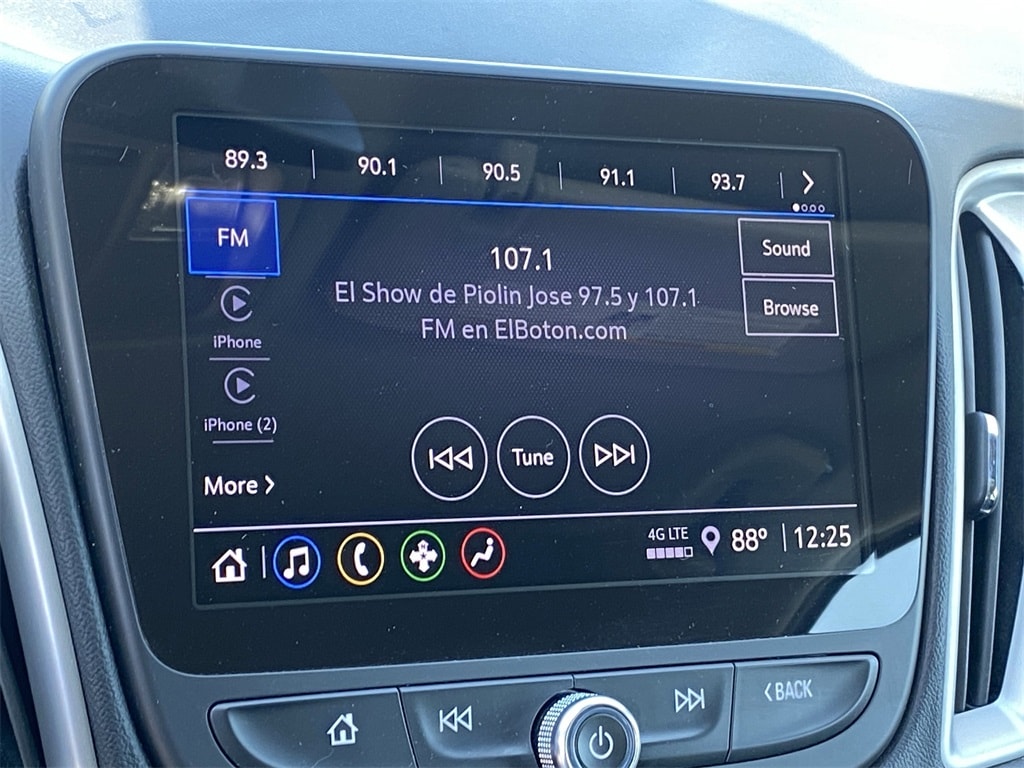 89.3 90.1 90.5 91.1 93.7
FM
107.1
El Show de Piolin Jose 97.5 y 107.1
FM en ElBoton.com
Sound
Browse
iPhone
iPhone (2)
More
Tune
4G LTE
88°
12:25
BACK